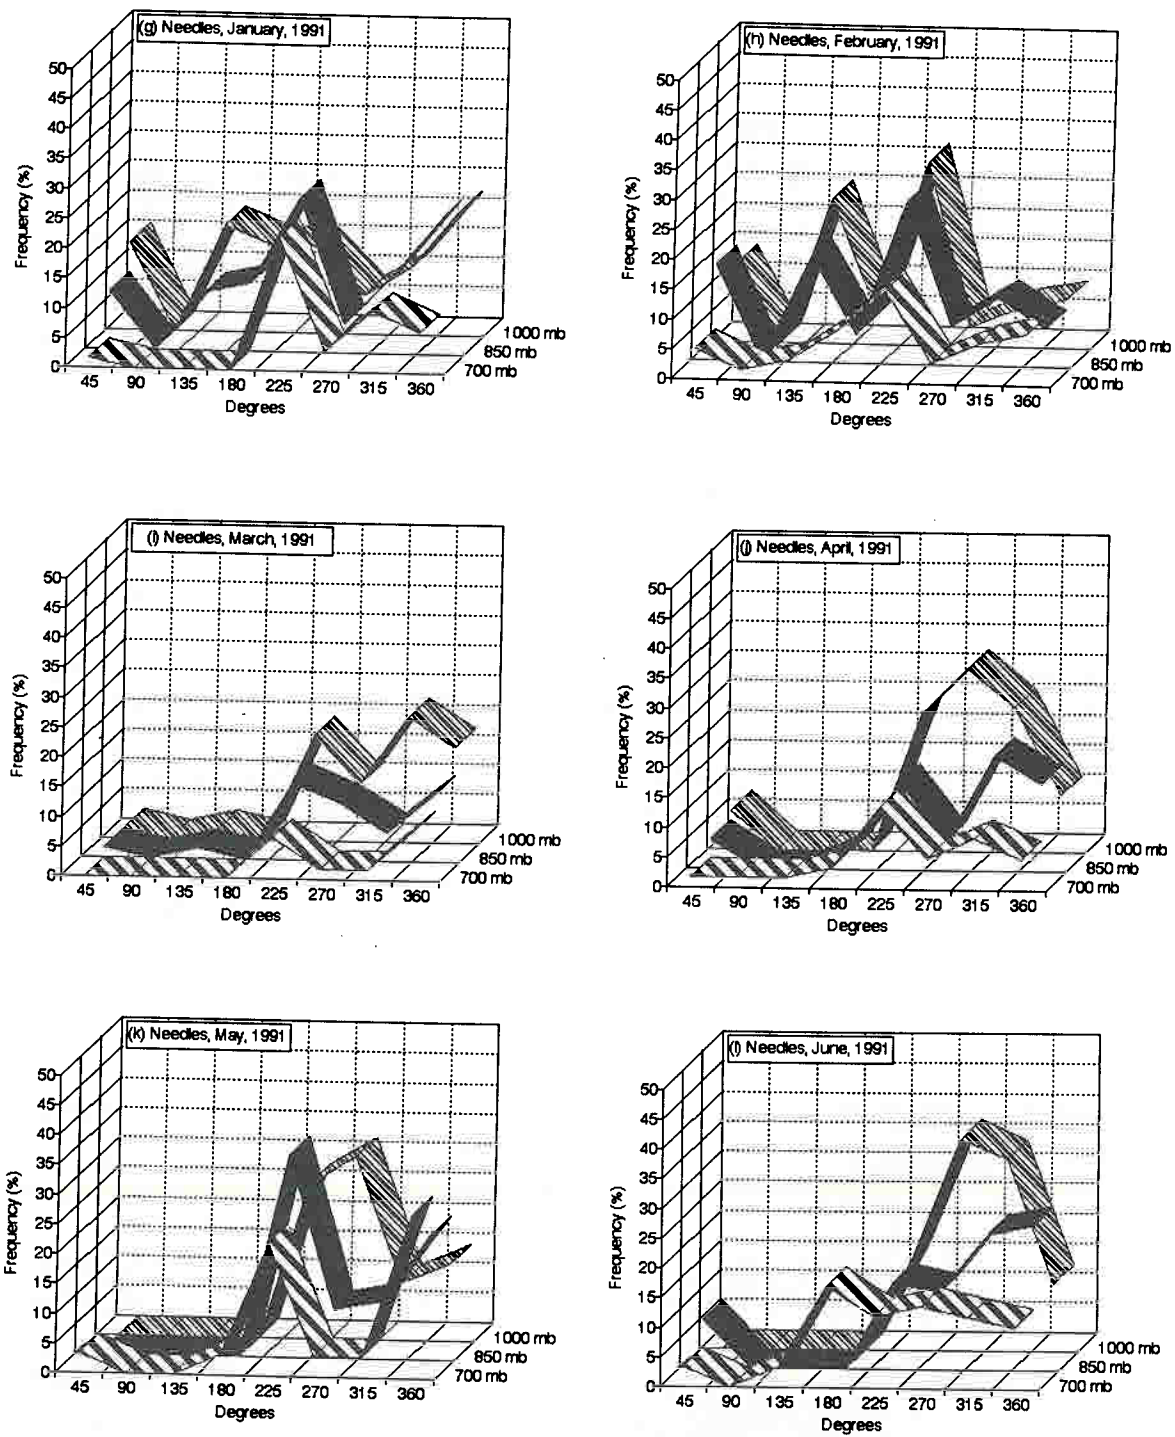 (g) Needles, January, 1991
50
45
40
35
30
25
20
15
10
5
0
Frequency (%)
45 90 135 180 225 270 315 360
Degrees
1000 mb
850 mb
700 mb
(h) Needles, February, 1991
50
45
40
35
30
25
20
15
10
5
0
Frequency (%)
45 90 135 180 225 270 315 360
Degrees
1000 mb
850 mb
700 mb
(i) Needles, March, 1991
50
45
40
35
30
25
20
15
10
5
0
Frequency (%)
45 90 135 180 225 270 315 360
Degrees
1000 mb
850 mb
700 mb
(j) Needles, April, 1991
50
45
40
35
30
25
20
15
10
5
0
Frequency (%)
45 90 135 180 225 270 315 360
Degrees
1000 mb
850 mb
700 mb
(k) Needles, May, 1991
50
45
40
35
30
25
20
15
10
5
0
Frequency (%)
45 90 135 180 225 270 315 360
Degrees
1000 mb
850 mb
700 mb
(l) Needles, June, 1991
50
45
40
35
30
25
20
15
10
5
0
Frequency (%)
45 90 135 180 225 270 315 360
Degrees
1000 mb
850 mb
700 mb